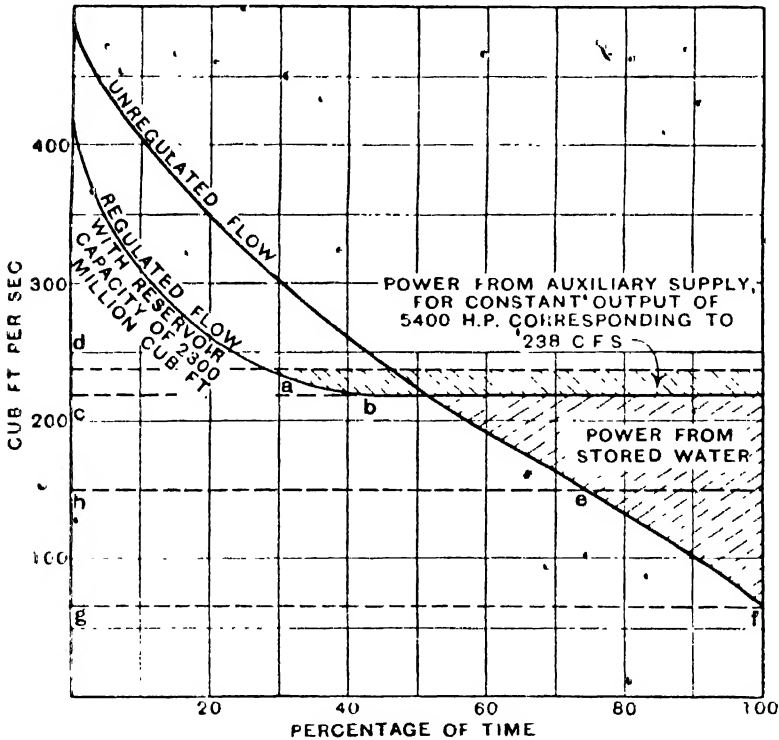 400
300
200
100
CUB FT PER SEC
d
c
h
g
UNREGULATED FLOW
REGULATED FLOW
WITH RESERVOIR
CAPACITY OF 2300
MILLION CUB FT.
POWER FROM AUXILIARY SUPPLY,
FOR CONSTANT OUTPUT OF
5400 H.P. CORRESPONDING TO
238 C F S
a
b
POWER FROM
STORED WATER
e
f
20
40
60
80
100
PERCENTAGE OF TIME